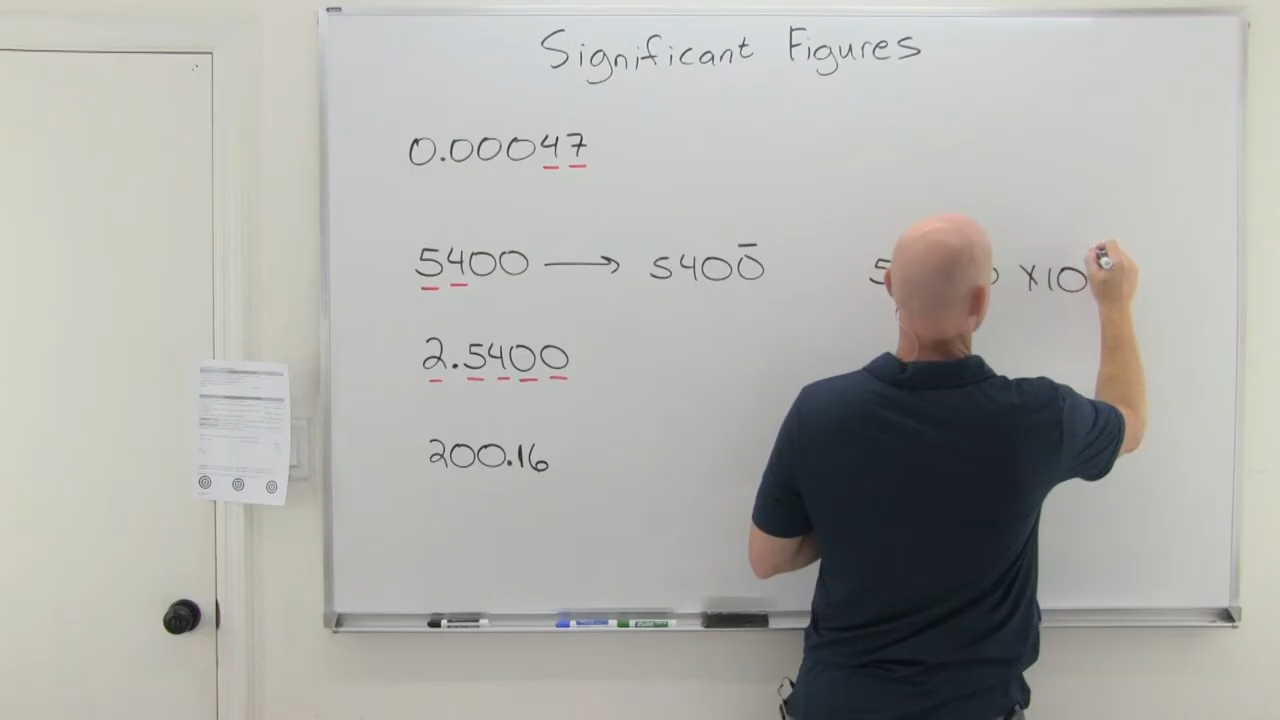 Significant Figures
0.00047
5400 → 5400̅ x10
2.5400
200.16